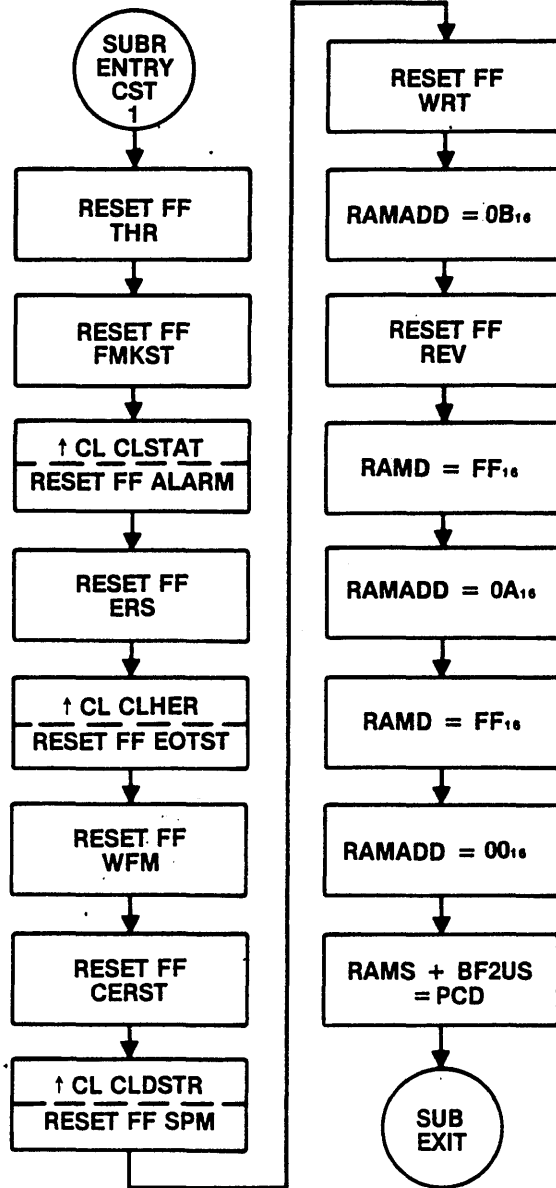 SUBR
ENTRY
CST
1
RESET FF
THR
RESET FF
FMKST
↑ CL CLSTAT
RESET FF ALARM
RESET FF
ERS
↑ CL CLHER
RESET FF EOTST
RESET FF
WFM
RESET FF
CERST
↑ CL CLDSTR
RESET FF SPM
RESET FF
WRT
RAMADD = 0B₁₆
RESET FF
REV
RAMD = FF₁₆
RAMADD = 0A₁₆
RAMD = FF₁₆
RAMADD = 00₁₆
RAMS + BF2US
= PCD
SUB
EXIT